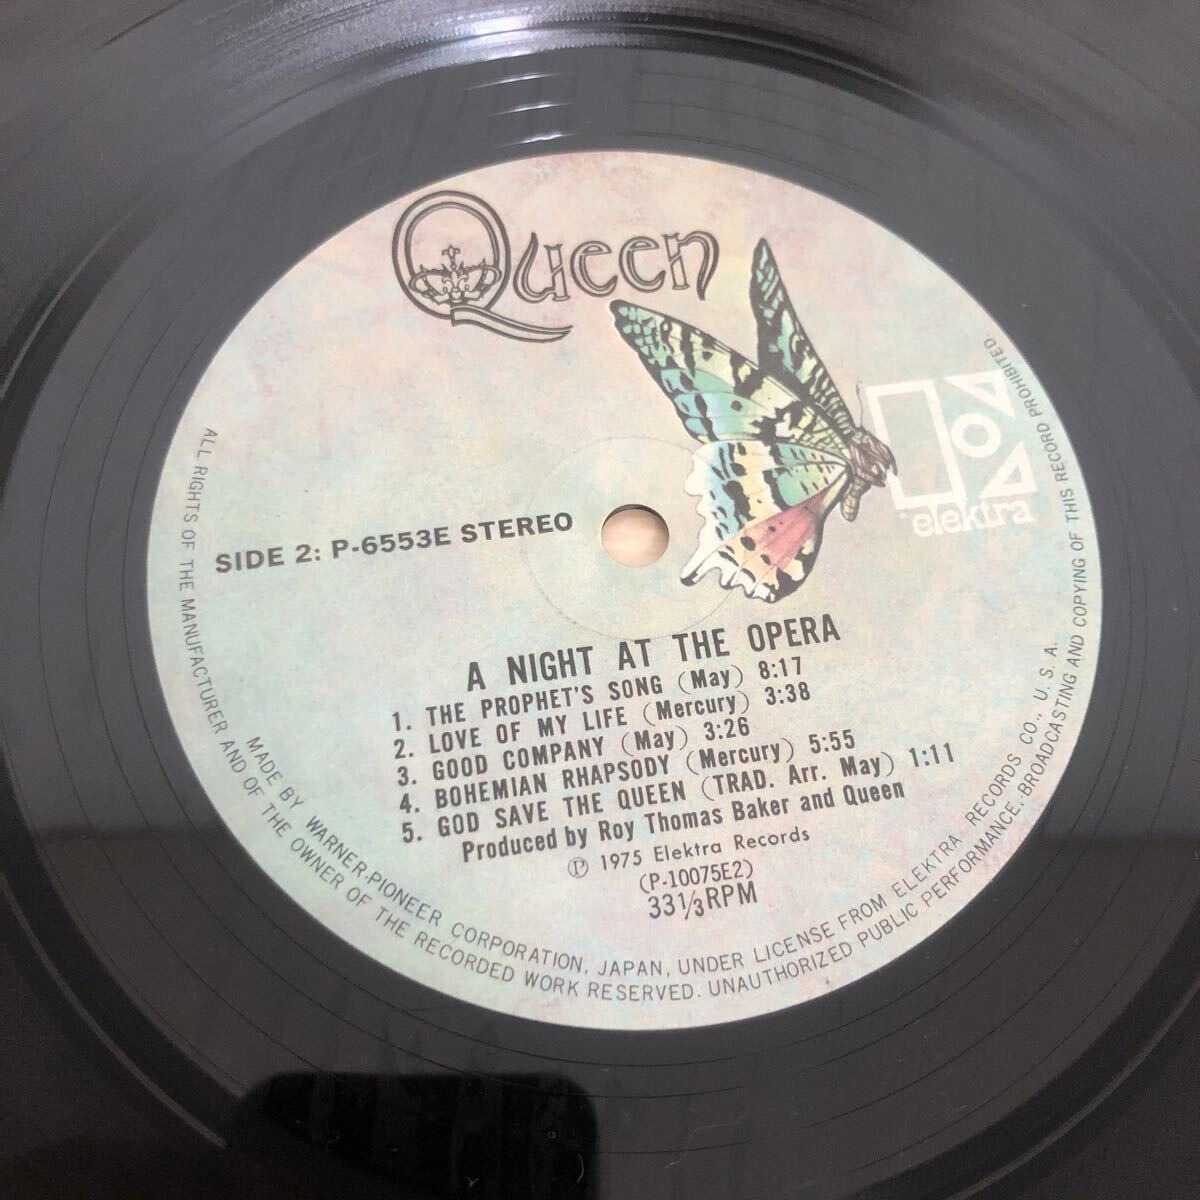 Queen
elektra
SIDE 2: P-6553E STEREO
A NIGHT AT THE OPERA
1. THE PROPHET'S SONG (May) 8:17
2. LOVE OF MY LIFE (Mercury) 3:38
3. GOOD COMPANY (May) 3:26
4. BOHEMIAN RHAPSODY (Mercury) 5:55
5. GOD SAVE THE QUEEN (TRAD. Arr. May) 1:11
Produced by Roy Thomas Baker and Queen
Ⓟ 1975 Elektra Records
(P-10075E2)
33 1/3 RPM
MADE BY WARNER-PIONEER CORPORATION, JAPAN, UNDER LICENSE FROM ELEKTRA RECORDS CO., U.S.A.
ALL RIGHTS OF THE MANUFACTURER AND OF THE OWNER OF THE RECORDED WORK RESERVED. UNAUTHORIZED PUBLIC PERFORMANCE, BROADCASTING AND COPYING OF THIS RECORD PROHIBITED.